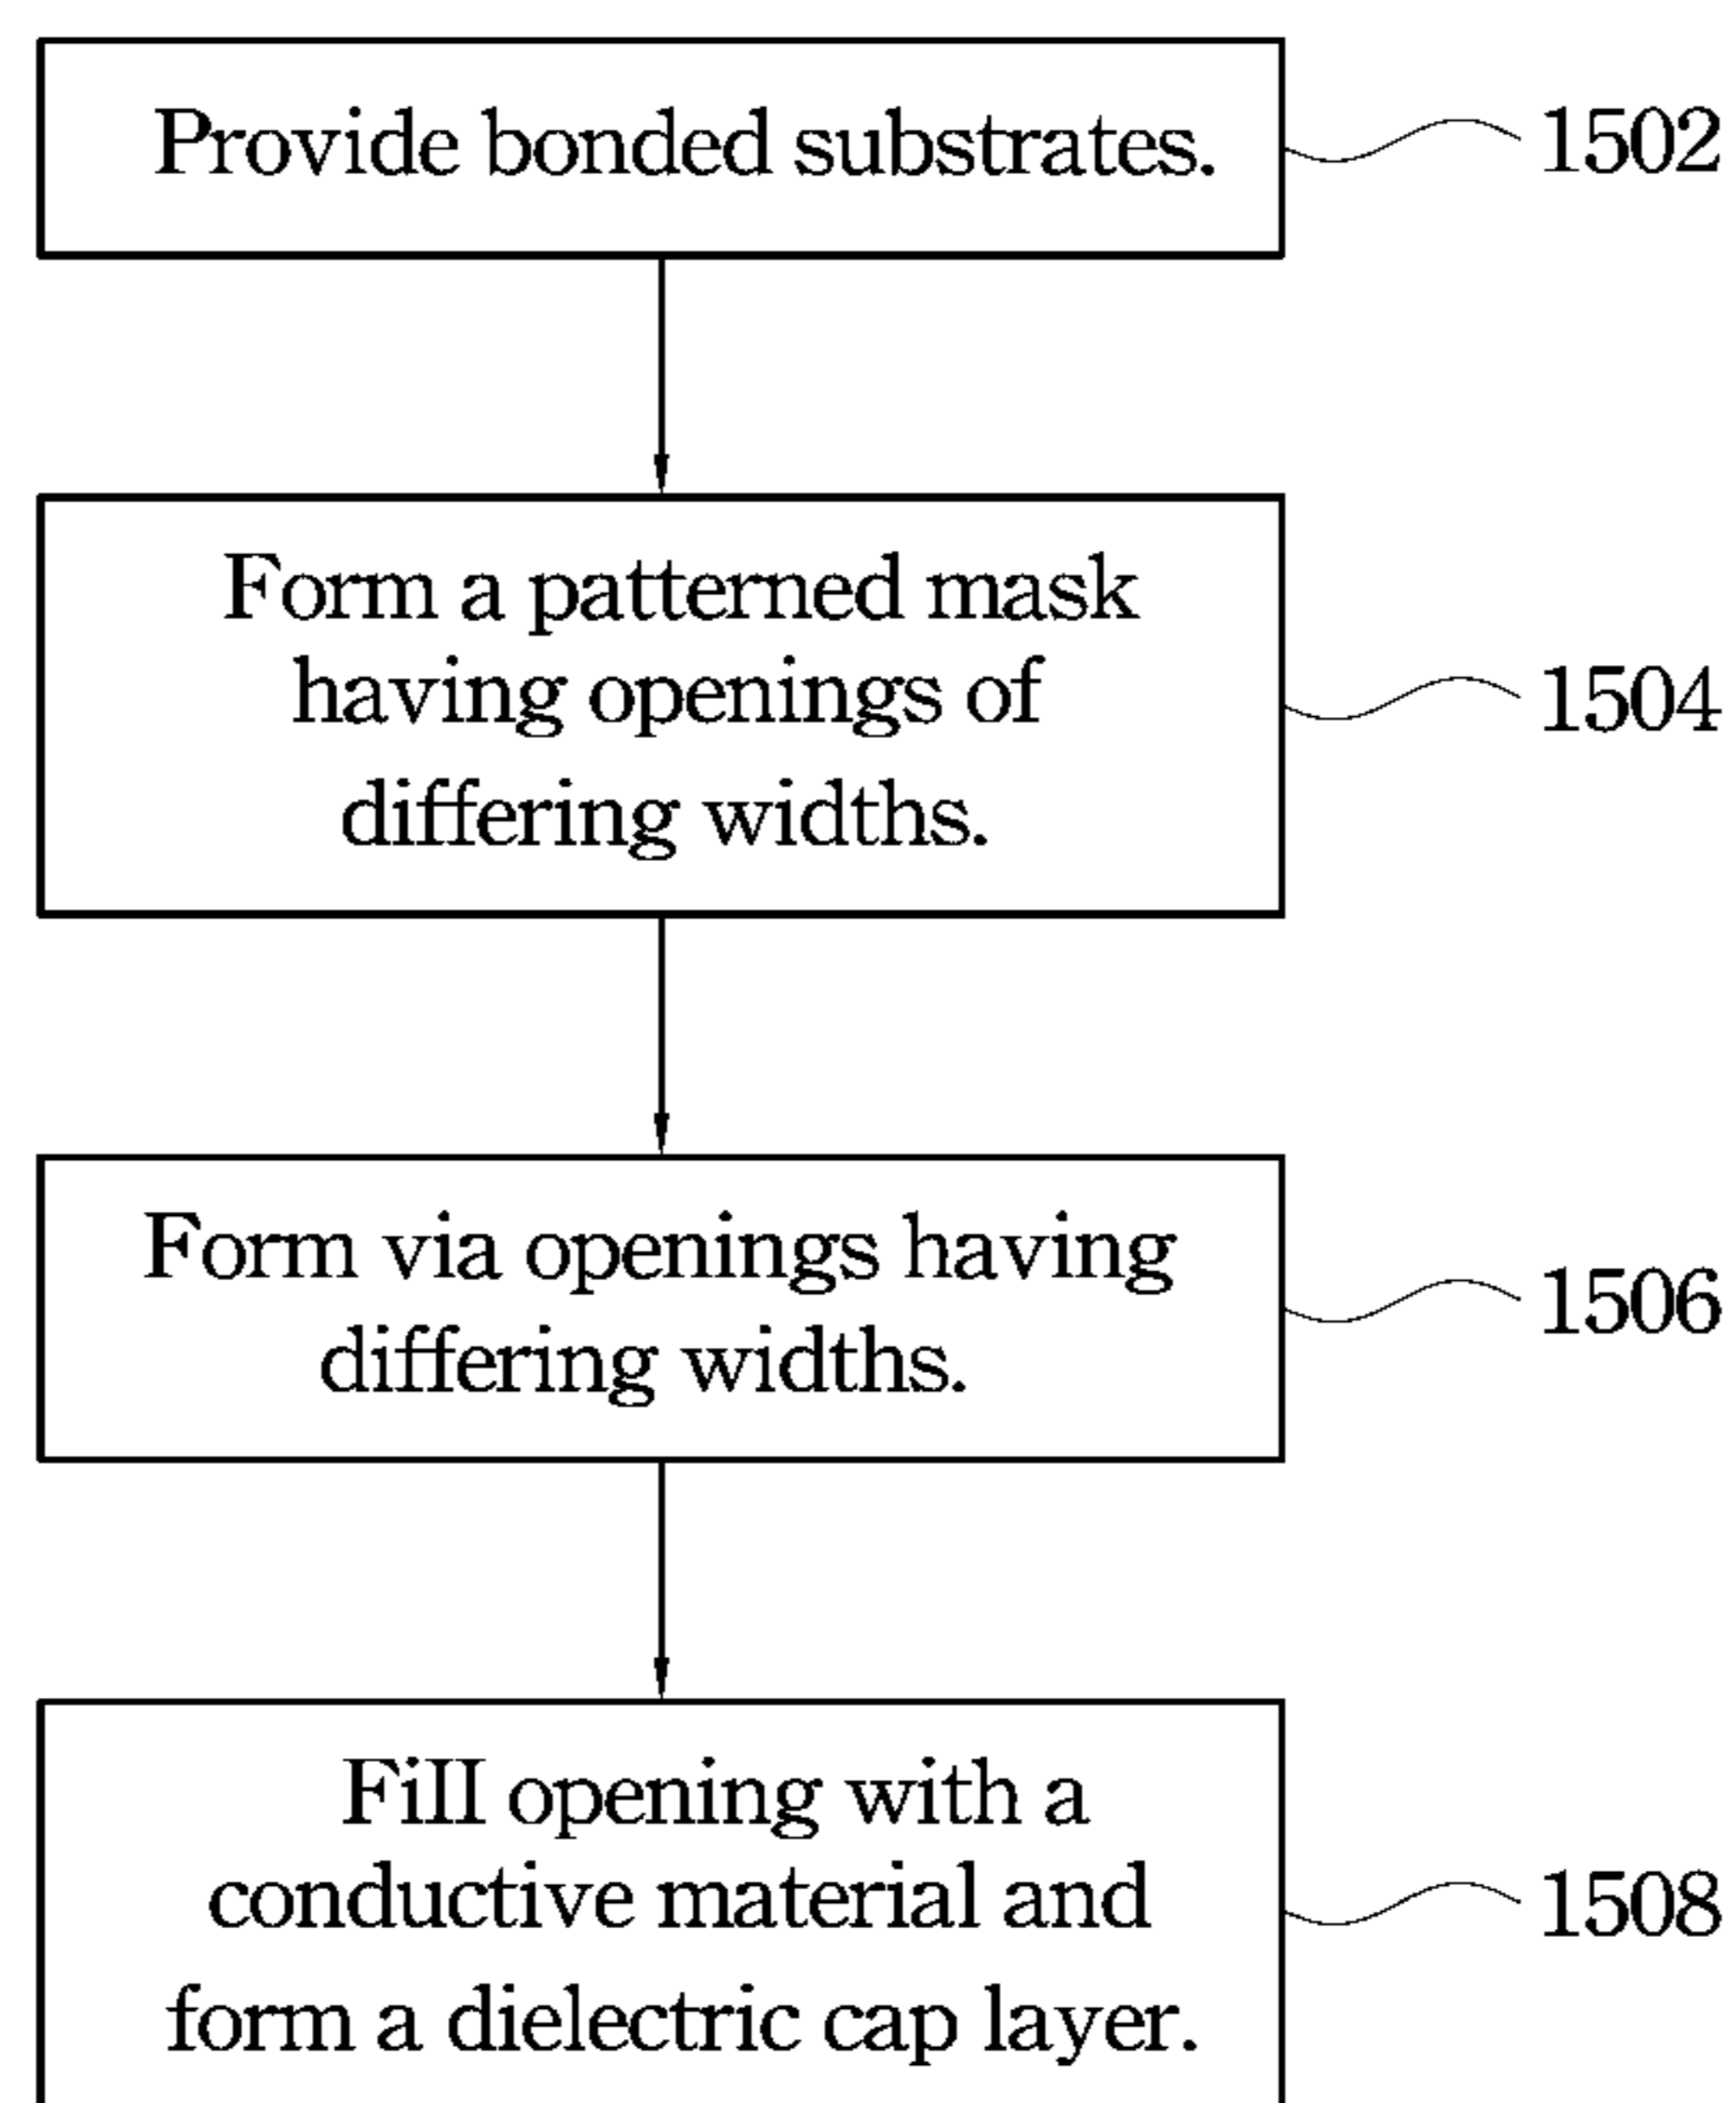 Provide bonded substrates.
1502
Form a patterned mask
having openings of
differing widths.
1504
Form via openings having
differing widths.
1506
Fill opening with a
conductive material and
form a dielectric cap layer.
1508